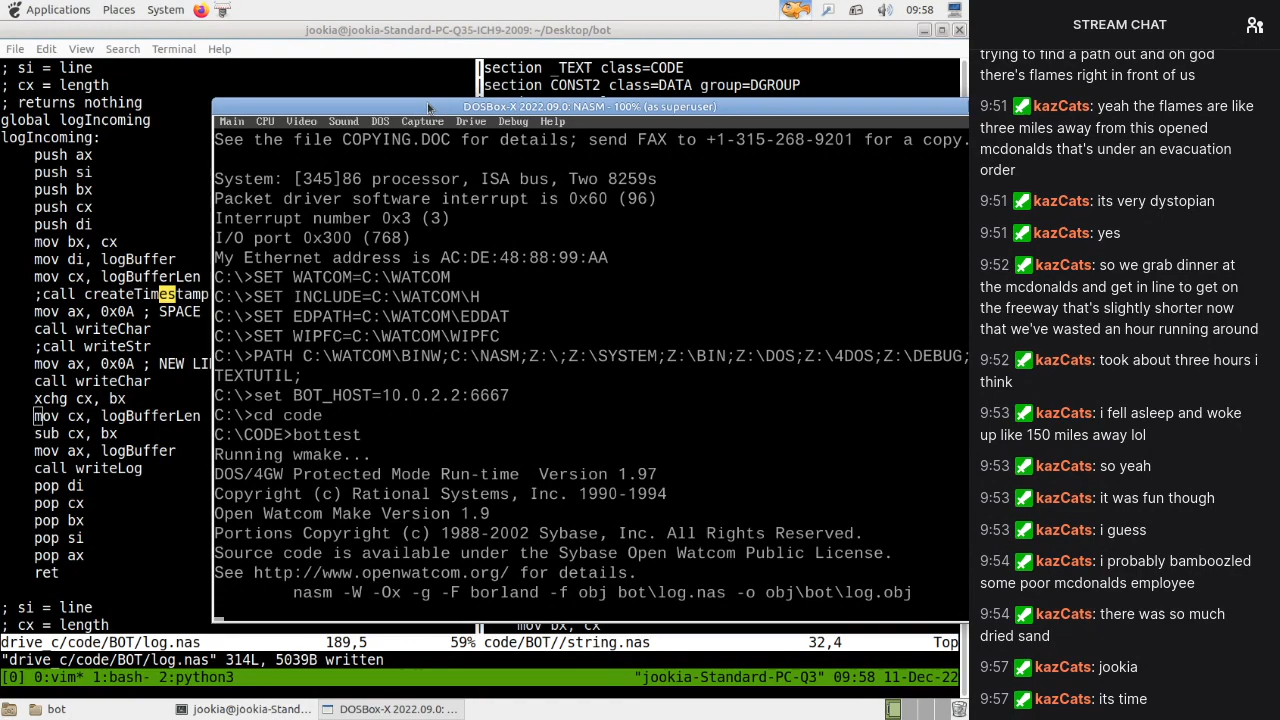 Applications Places System 09:58
jookia@jookia-Standard-PC-Q35-ICH9-2009: ~/Desktop/bot
File Edit View Search Terminal Help
; si = line
; cx = length
; returns nothing
global logIncoming
logIncoming:
push ax
push si
push bx
push cx
push di
mov bx, cx
mov di, logBuffer
mov cx, logBufferLen
;call createTimestamp
mov ax, 0x0A ; SPACE
call writeChar
;call writeStr
mov ax, 0x0A ; NEW LI
call writeChar
xchg cx, bx
mov cx, logBufferLen
sub cx, bx
mov ax, logBuffer
call writeLog
pop di
pop cx
pop bx
pop si
pop ax
ret
; si = line
; cx = length
section _TEXT class=CODE
section CONST2 class=DATA group=DGROUP
DOSBox-X 2022.09.0: NASM - 100% (as superuser)
Main CPU Video Sound DOS Capture Drive Debug Help
See the file COPYING.DOC for details; send FAX to +1-315-268-9201 for a copy.
System: [345]86 processor, ISA bus, Two 8259s
Packet driver software interrupt is 0x60 (96)
Interrupt number 0x3 (3)
I/O port 0x300 (768)
My Ethernet address is AC:DE:48:88:99:AA
C:\>SET WATCOM=C:\WATCOM
C:\>SET INCLUDE=C:\WATCOM\H
C:\>SET EDPATH=C:\WATCOM\EDDAT
C:\>SET WIPFC=C:\WATCOM\WIPFC
C:\>PATH C:\WATCOM\BINW;C:\NASM;Z:\;Z:\SYSTEM;Z:\BIN;Z:\DOS;Z:\4DOS;Z:\DEBUG;
TEXTUTIL;
C:\>set BOT_HOST=10.0.2.2:6667
C:\>cd code
C:\CODE>bottest
Running wmake...
DOS/4GW Protected Mode Run-time Version 1.97
Copyright (c) Rational Systems, Inc. 1990-1994
Open Watcom Make Version 1.9
Portions Copyright (c) 1988-2002 Sybase, Inc. All Rights Reserved.
Source code is available under the Sybase Open Watcom Public License.
See http://www.openwatcom.org/ for details.
nasm -W -Ox -g -F borland -f obj bot\log.nas -o obj\bot\log.obj
mov bx, cx
drive_c/code/BOT/log.nas 189,5 59% code/BOT//string.nas 32,4 Top
"drive_c/code/BOT/log.nas" 314L, 5039B written
[0] 0:vim* 1:bash- 2:python3 "jookia-Standard-PC-Q3" 09:58 11-Dec-22
bot jookia@jookia-Stand... DOSBox-X 2022.09.0: ...
STREAM CHAT
trying to find a path out and oh god
there's flames right in front of us
9:51 kazCats: yeah the flames are like
three miles away from this opened
mcdonalds that's under an evacuation
order
9:51 kazCats: its very dystopian
9:51 kazCats: yes
9:52 kazCats: so we grab dinner at
the mcdonalds and get in line to get on
the freeway that's slightly shorter now
that we've wasted an hour running around
9:52 kazCats: took about three hours i
think
9:53 kazCats: i fell asleep and woke
up like 150 miles away lol
9:53 kazCats: so yeah
9:53 kazCats: it was fun though
9:53 kazCats: i guess
9:54 kazCats: i probably bamboozled
some poor mcdonalds employee
9:54 kazCats: there was so much
dried sand
9:57 kazCats: jookia
9:57 kazCats: its time